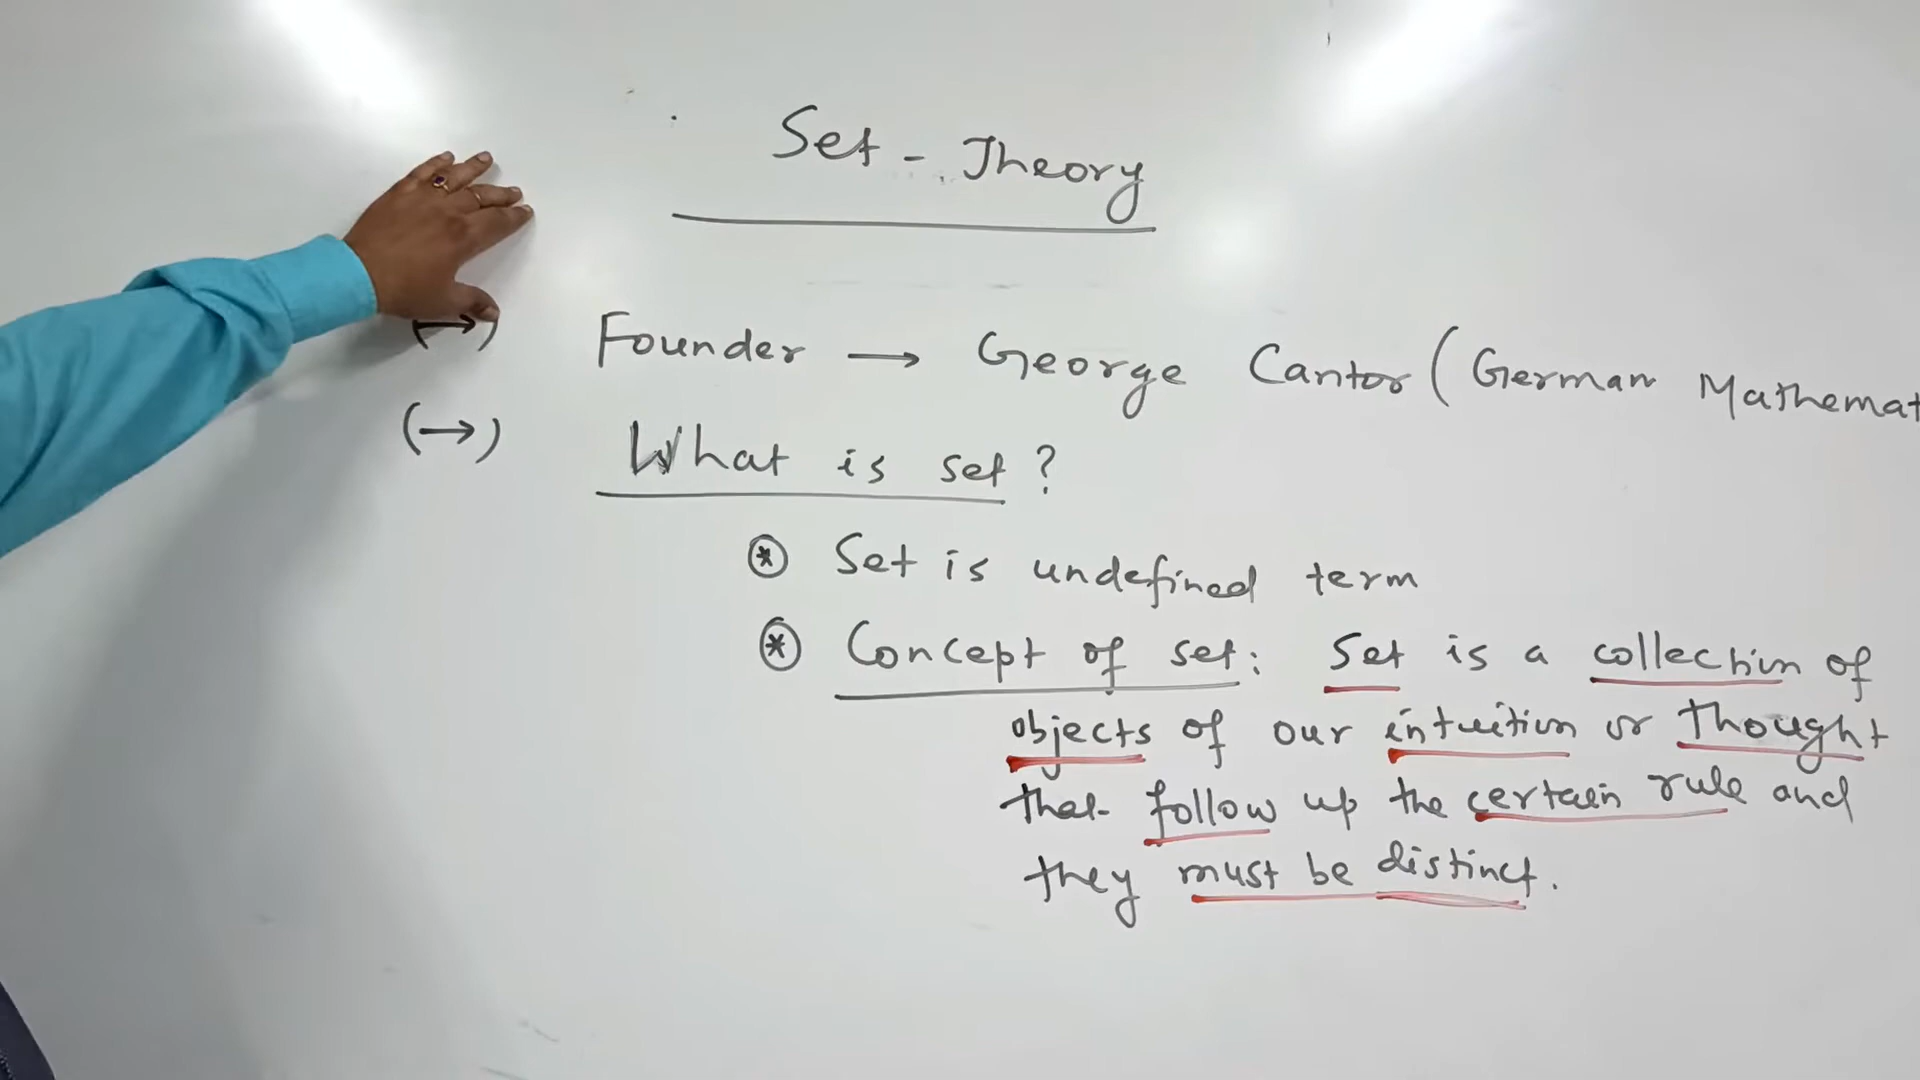 Set - Theory
(→) Founder → George Cantor (German Mathemat
(→) What is set ?
⊛ Set is undefined term
⊛ Concept of set: Set is a collection of
objects of our intuition or thought
that follow up the certain rule and
they must be distinct.